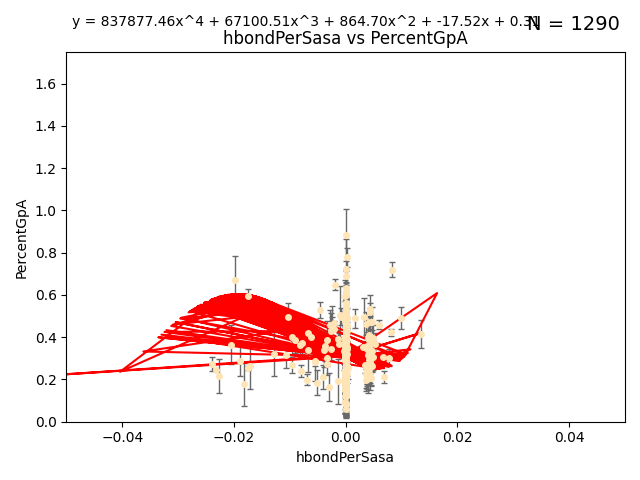 y = 837877.46x^4 + 67100.51x^3 + 864.70x^2 + -17.52x + 0.31
N = 1290
hbondPerSasa vs PercentGpA
PercentGpA
1.6
1.4
1.2
1.0
0.8
0.6
0.4
0.2
0.0
−0.04
−0.02
0.00
0.02
0.04
hbondPerSasa